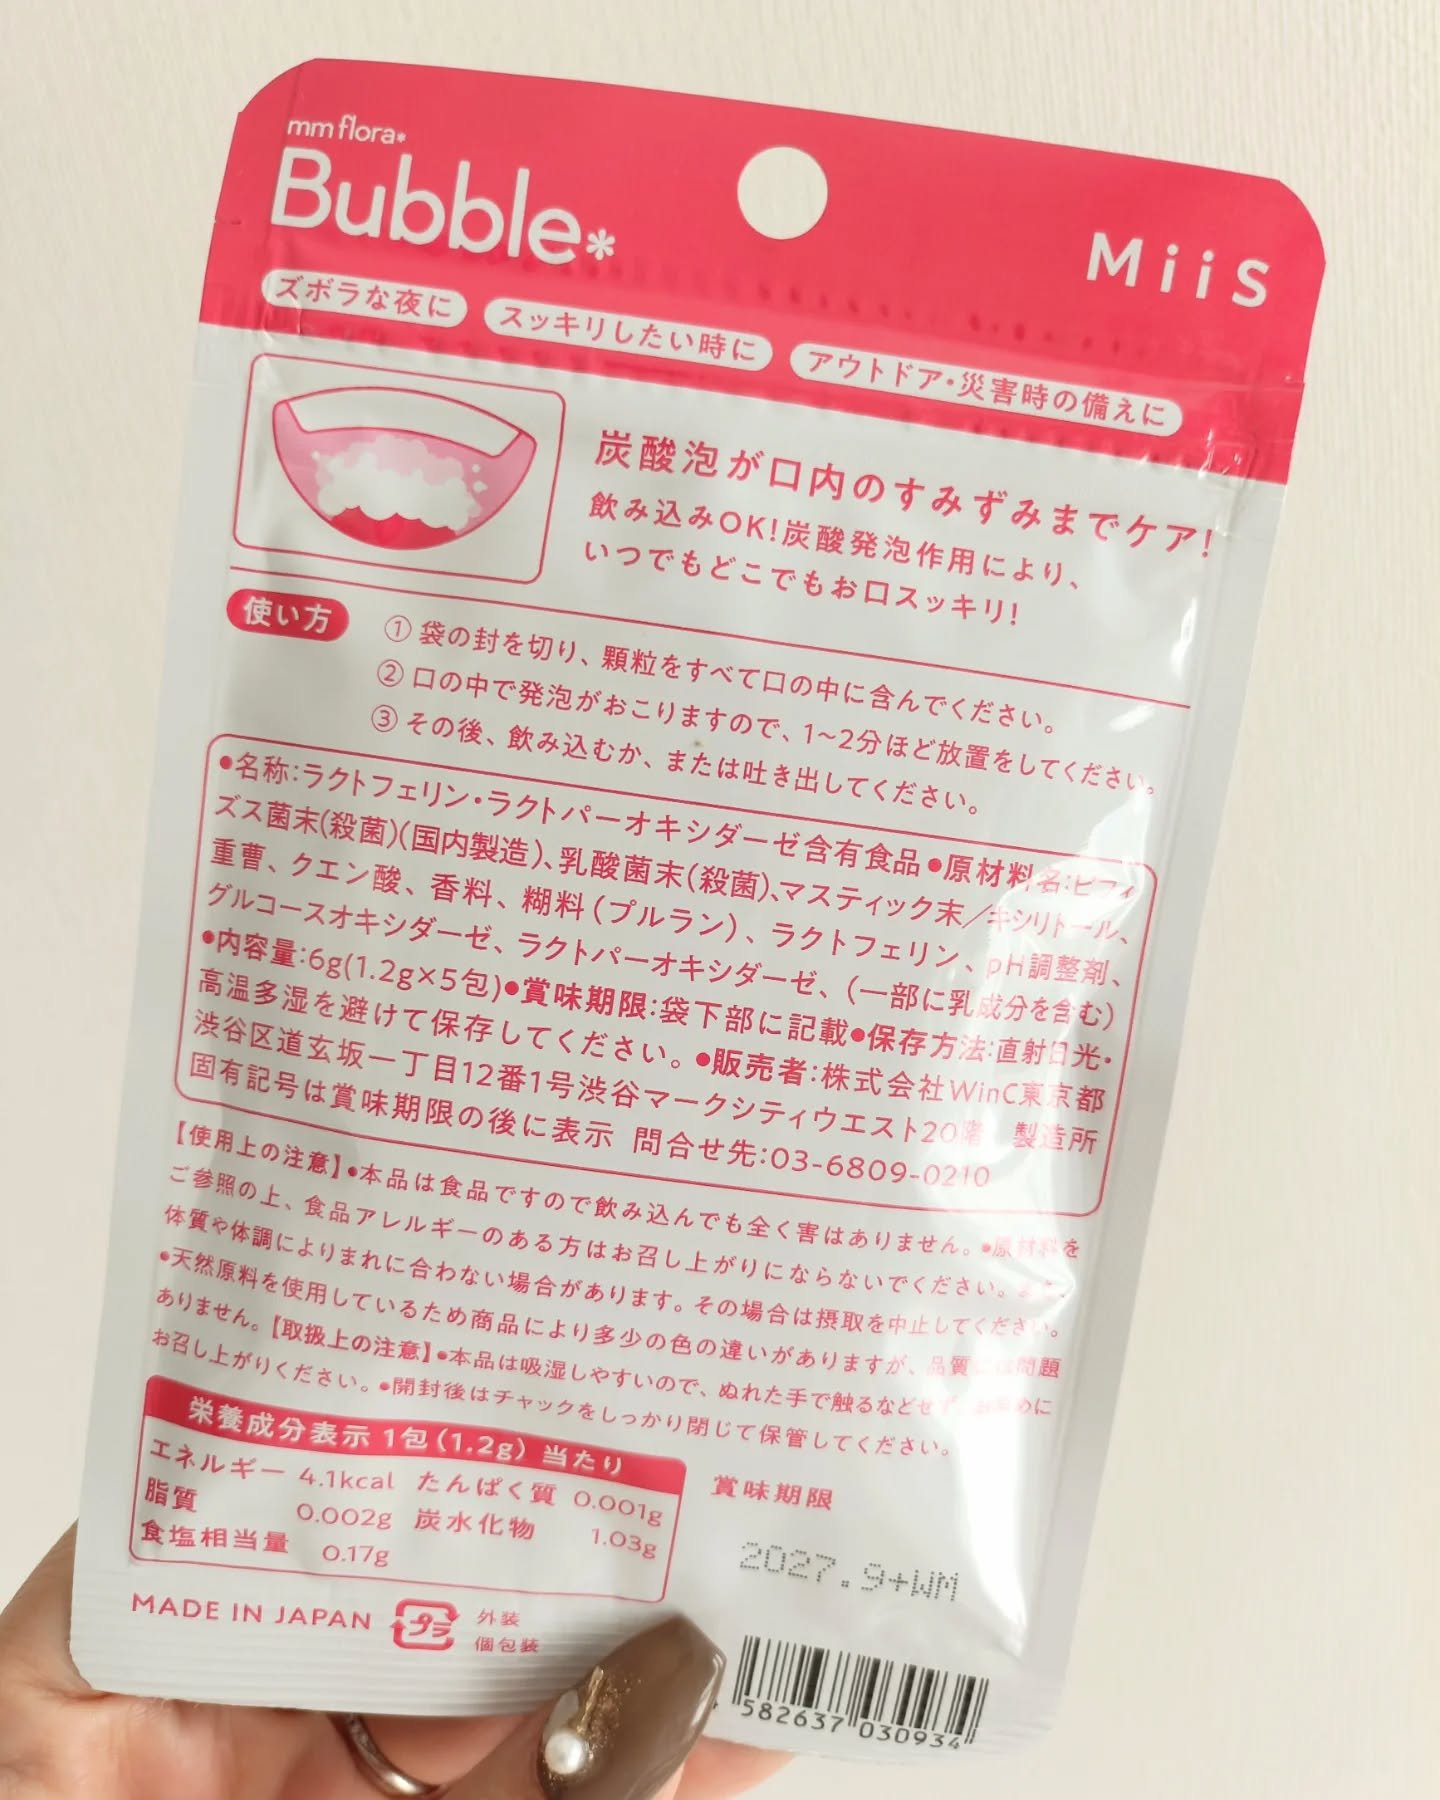 mm flora*
Bubble*
MiiS
ズボラな夜に
スッキリしたい時に
アウトドア・災害時の備えに
炭酸泡が口内のすみずみまでケア!
飲み込みOK!炭酸発泡作用により、
いつでもどこでもお口スッキリ!
使い方
① 袋の封を切り、顆粒をすべて口の中に含んでください。
② 口の中で発泡がおこりますので、1~2分ほど放置をしてください。
③ その後、飲み込むか、または吐き出してください。
●名称:ラクトフェリン・ラクトパーオキシダーゼ含有食品●原材料名:ビフィ
ズス菌末(殺菌)(国内製造)、乳酸菌末(殺菌)、マスティック末/キシリトール、
重曹、クエン酸、香料、糊料(プルラン)、ラクトフェリン、pH調整剤、
グルコースオキシダーゼ、ラクトパーオキシダーゼ、(一部に乳成分を含む)
●内容量:6g(1.2g×5包)●賞味期限:袋下部に記載●保存方法:直射日光・
高温多湿を避けて保存してください。●販売者:株式会社WinC東京都
渋谷区道玄坂一丁目12番1号渋谷マークシティウエスト20階 製造所
固有記号は賞味期限の後に表示 問合せ先:03-6809-0210
【使用上の注意】●本品は食品ですので飲み込んでも全く害はありません。●原材料を
ご参照の上、食品アレルギーのある方はお召し上がりにならないでください。また、
体質や体調によりまれに合わない場合があります。その場合は摂取を中止してください。
●天然原料を使用しているため商品により多少の色の違いがありますが、品質には問題
ありません。【取扱上の注意】●本品は吸湿しやすいので、ぬれた手で触るなどせず、お早めに
お召し上がりください。●開封後はチャックをしっかり閉じて保管してください。
栄養成分表示 1包(1.2g) 当たり
エネルギー 4.1kcal たんぱく質 0.001g
脂質 0.002g 炭水化物 1.03g
食塩相当量 0.17g
賞味期限
2027.9+WM
MADE IN JAPAN
プラ
外装
個包装
582637 030934